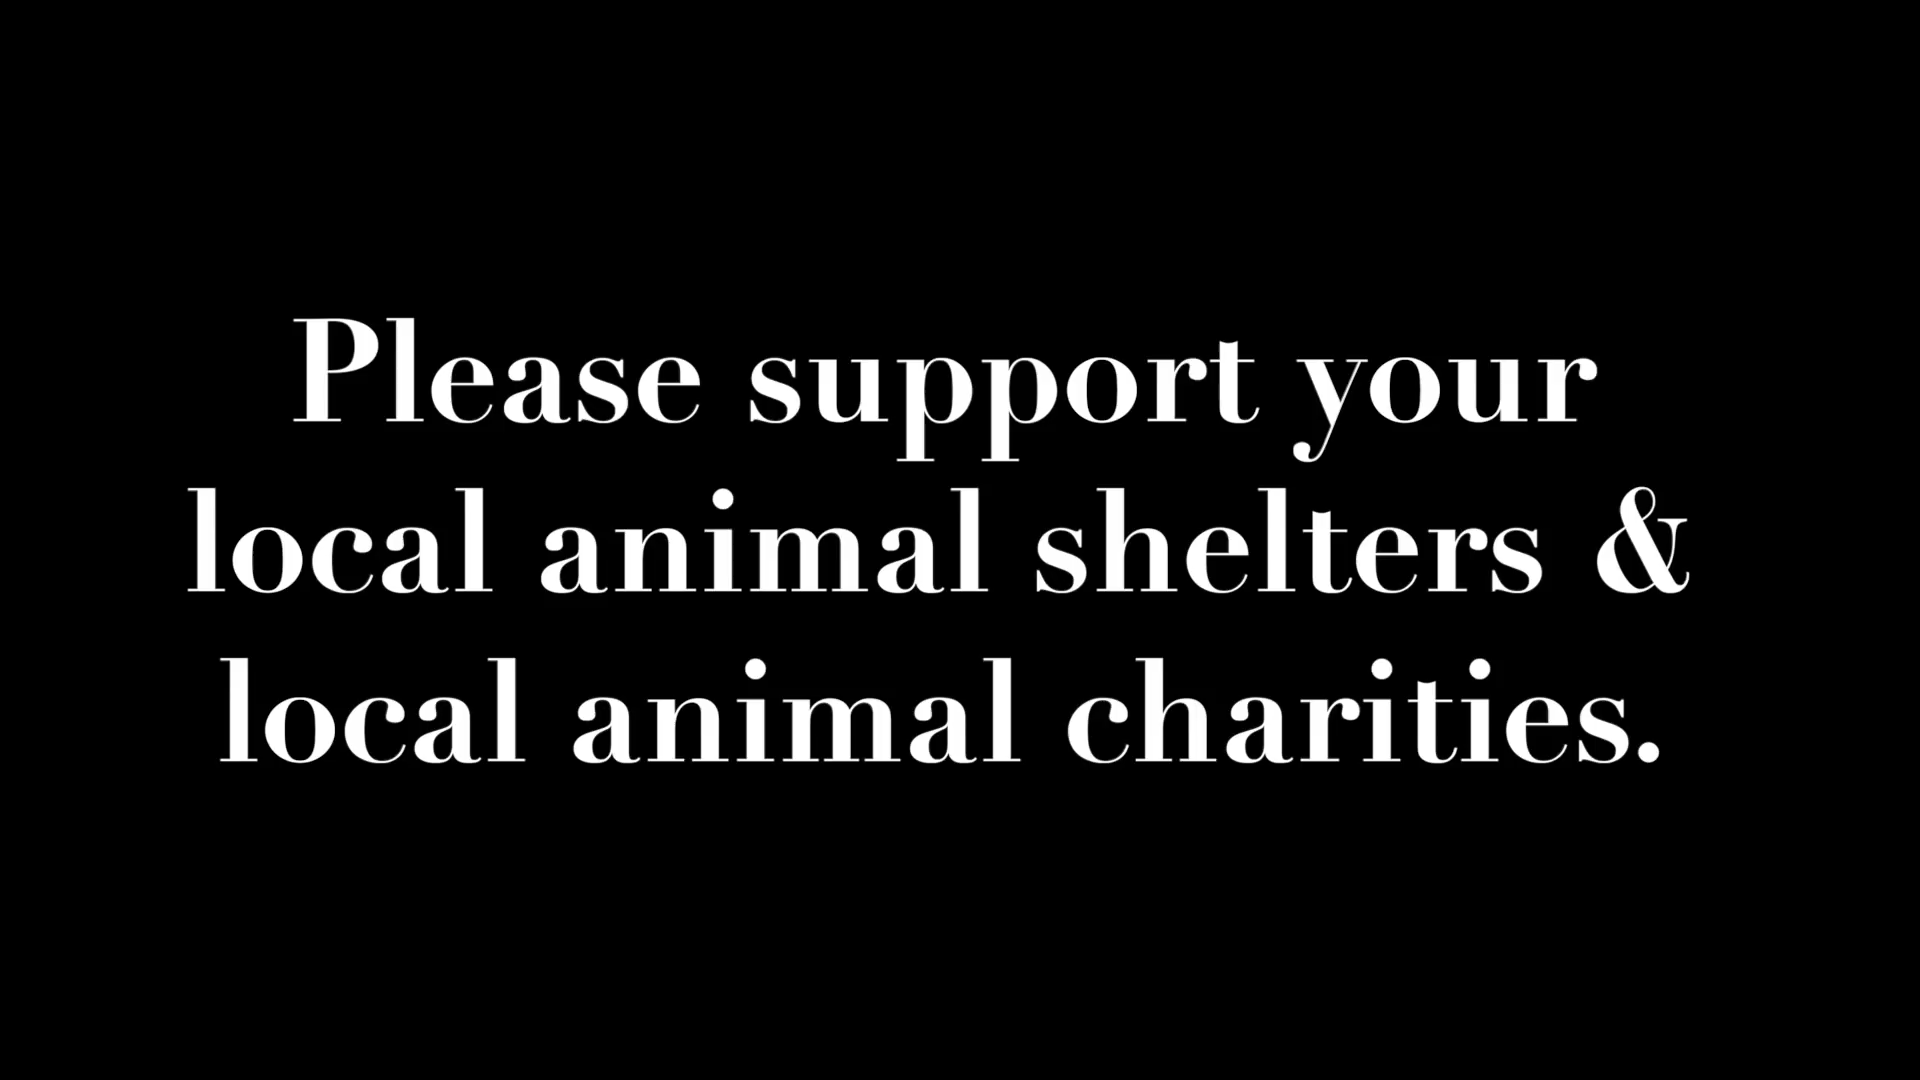 Please support your
local animal shelters &
local animal charities.